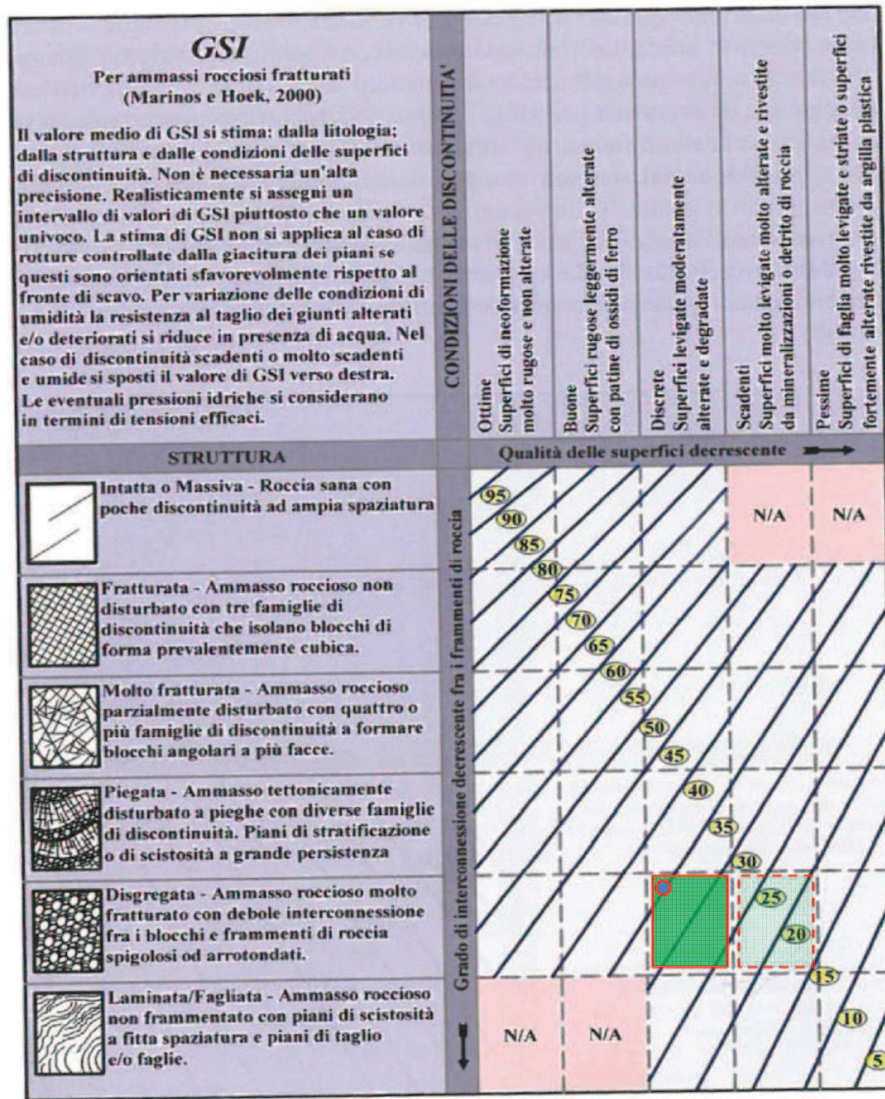 GSI
Per ammassi rocciosi fratturati
(Marinos e Hoek, 2000)
Il valore medio di GSI si stima: dalla litologia;
dalla struttura e dalle condizioni delle superfici
di discontinuità. Non è necessaria un'alta
precisione. Realisticamente si assegni un
intervallo di valori di GSI piuttosto che un valore
univoco. La stima di GSI non si applica al caso di
rotture controllate dalla giacitura dei piani se
questi sono orientati sfavorevolmente rispetto al
fronte di scavo. Per variazione delle condizioni di
umidità la resistenza al taglio dei giunti alterati
e/o deteriorati si riduce in presenza di acqua. Nel
caso di discontinuità scadenti o molto scadenti
e umide si sposti il valore di GSI verso destra.
Le eventuali pressioni idriche si considerano
in termini di tensioni efficaci.
CONDIZIONI DELLE DISCONTINUITA'
Ottime
Superfici di neoformazione
molto rugose e non alterate
Buone
Superfici rugose leggermente alterate
con patine di ossidi di ferro
Discrete
Superfici levigate moderatamente
alterate e degradate
Scadenti
Superfici molto levigate molto alterate e rivestite
da mineralizzazioni o detrito di roccia
Pessime
Superfici di faglia molto levigate e striate o superfici
fortemente alterate rivestite da argilla plastica
STRUTTURA
Qualità delle superfici decrescente
Grado di interconnessione decrescente fra i frammenti di roccia
Intatta o Massiva - Roccia sana con
poche discontinuità ad ampia spaziatura
95
90
85
80
N/A
N/A
Fratturata - Ammasso roccioso non
disturbato con tre famiglie di
discontinuità che isolano blocchi di
forma prevalentemente cubica.
75
70
65
60
Molto fratturata - Ammasso roccioso
parzialmente disturbato con quattro o
più famiglie di discontinuità a formare
blocchi angolari a più facce.
55
50
45
Piegata - Ammasso tettonicamente
disturbato a pieghe con diverse famiglie
di discontinuità. Piani di stratificazione
o di scistosità a grande persistenza
40
35
30
Disgregata - Ammasso roccioso molto
fratturato con debole interconnessione
fra i blocchi e frammenti di roccia
spigolosi od arrotondati.
25
20
15
Laminata/Fagliata - Ammasso roccioso
non frammentato con piani di scistosità
a fitta spaziatura e piani di taglio
e/o faglie.
N/A
N/A
10
5